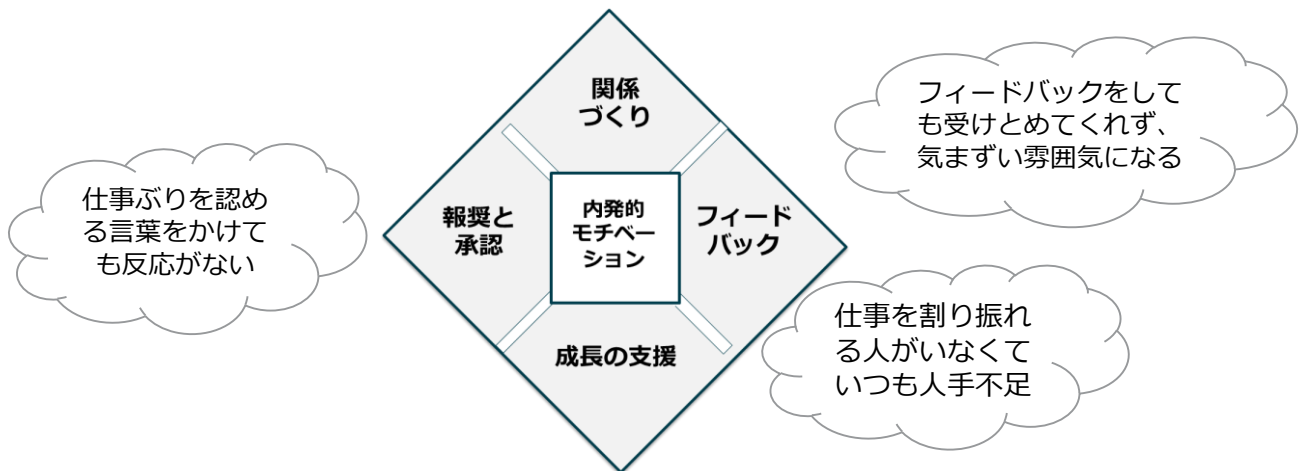 関係
づくり
フィードバックをして
も受けとめてくれず、
気まずい雰囲気になる
仕事ぶりを認め
る言葉をかけて
も反応がない
報奨と
承認
内発的
モチベー
ション
フィード
バック
仕事を割り振れ
る人がいなくて
いつも人手不足
成長の支援